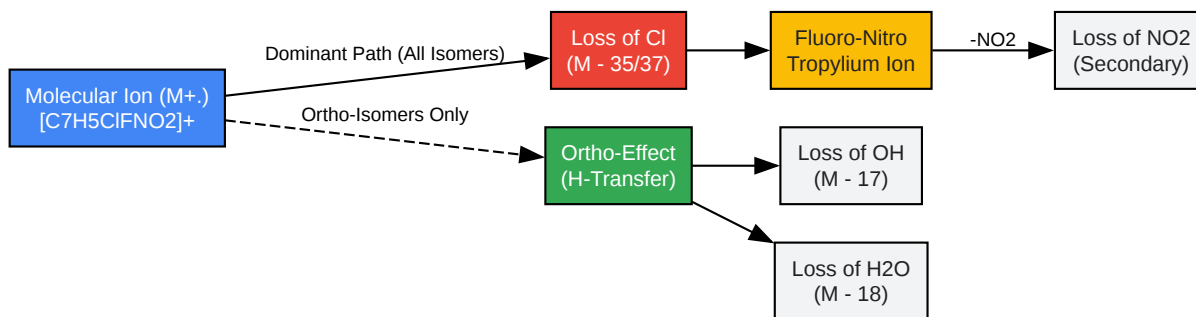 Molecular Ion (M+.)
[C7H5ClFNO2]+
Dominant Path (All Isomers)
Ortho-Isomers Only
Loss of Cl
(M - 35/37)
Fluoro-Nitro
Tropylium Ion
-NO2
Loss of NO2
(Secondary)
Ortho-Effect
(H-Transfer)
Loss of OH
(M - 17)
Loss of H2O
(M - 18)